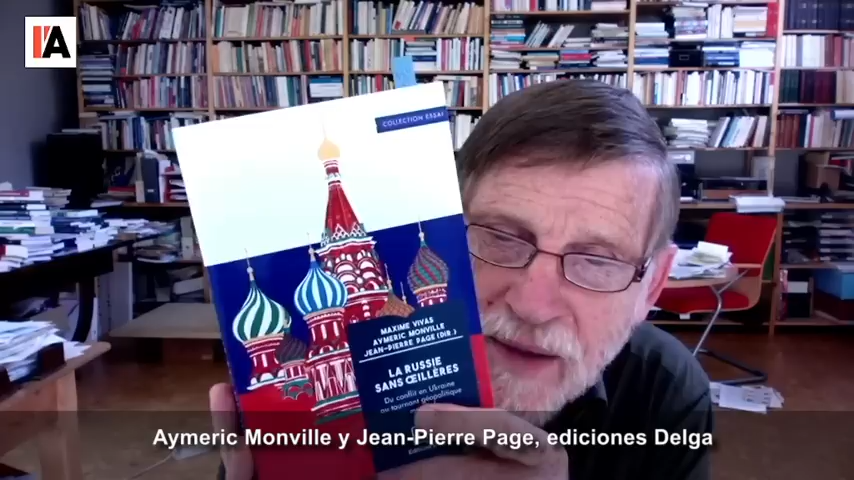 IA
COLLECTION ESSAI
MAXIME VIVAS
AYMERIC MONVILLE
JEAN-PIERRE PAGE (DIR.)
LA RUSSIE
SANS ŒILLÈRES
Du conflit en Ukraine
au tournant géopolitique
Aymeric Monville y Jean-Pierre Page, ediciones Delga